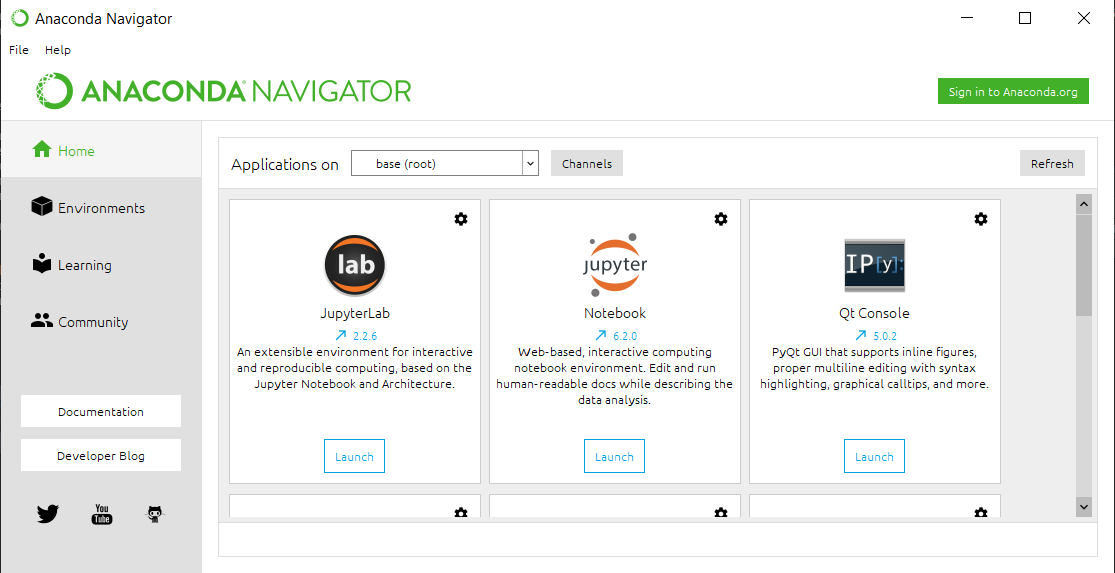 Anaconda Navigator
File Help
ANACONDA NAVIGATOR
Sign in to Anaconda.org
Home
Environments
Learning
Community
Documentation
Developer Blog
You
Tube
Applications on base (root) Channels Refresh
lab
JupyterLab
2.2.6
An extensible environment for interactive
and reproducible computing, based on the
Jupyter Notebook and Architecture.
Launch
jupyter
Notebook
6.2.0
Web-based, interactive computing
notebook environment. Edit and run
human-readable docs while describing the
data analysis.
Launch
IP[y]:
Qt Console
5.0.2
PyQt GUI that supports inline figures,
proper multiline editing with syntax
highlighting, graphical calltips, and more.
Launch